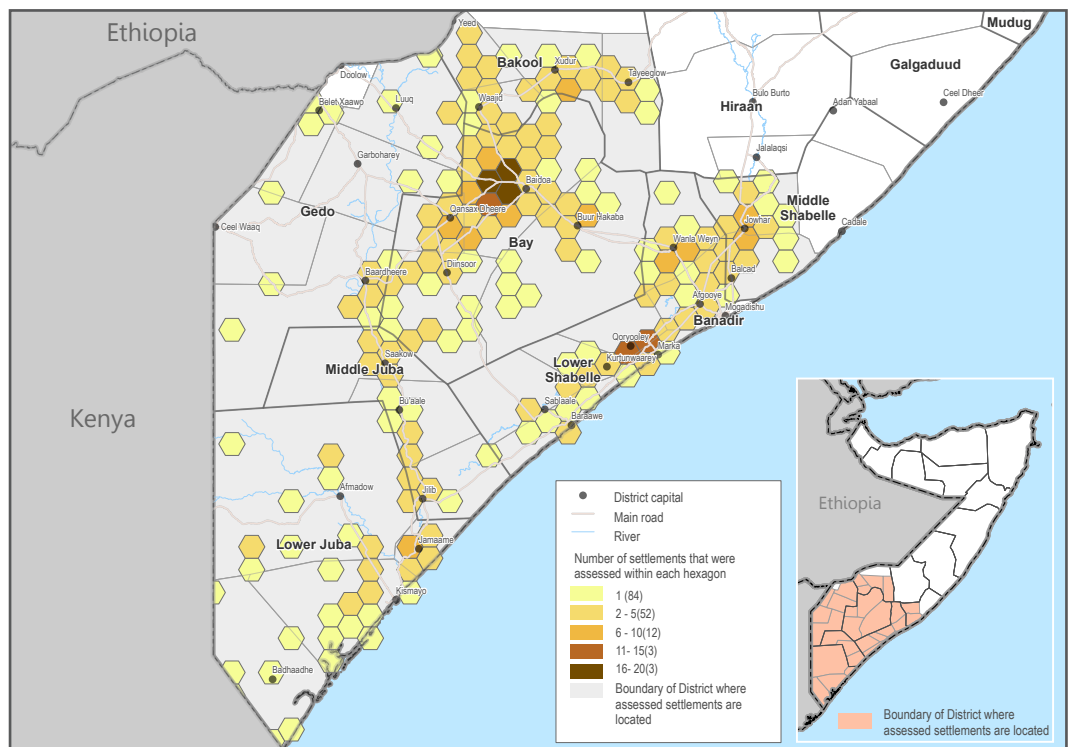 Ethiopia
Mudug
Yeed
Bakool
Xudur
Galgaduud
Doolow
Tayeeglow
Belet Xaawo
Luuq
Waajid
Hiraan
Buo Burto
Adan Yabaal
Ceel Dheer
Garboharey
Jalalaqsi
Baidoa
Gedo
Qansax Dheere
Middle
Shabelle
Ceel Waaq
Buur Hakaba
Jowhar
Cadale
Bay
Wanla Weyn
Diinsoor
Baardheere
Balcad
Afgooye
Mogadishu
Banadir
Qoryooley
Marka
Saakow
Kurtunwaarey
Middle Juba
Lower
Shabelle
Kenya
Bu'aale
Sablaale
Baraawe
Afmadow
Jilib
Lower Juba
Jamaame
Kismayo
Badhaadhe
District capital
Main road
River
Number of settlements that were
assessed within each hexagon
1 (84)
2 - 5(52)
6 - 10(12)
11- 15(3)
16- 20(3)
Boundary of District where
assessed settlements are
located
Ethiopia
Boundary of District where
assessed settlements are located